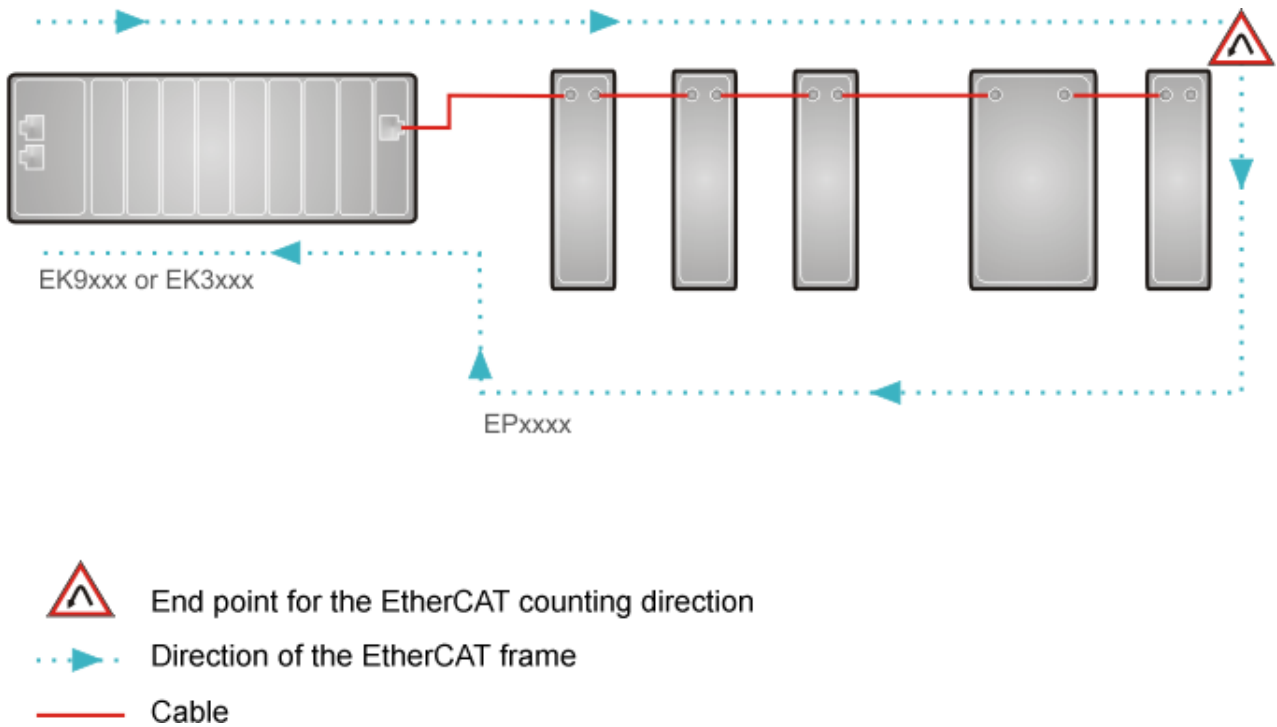 EK9xxx or EK3xxx
EPxxxx
End point for the EtherCAT counting direction
Direction of the EtherCAT frame
Cable